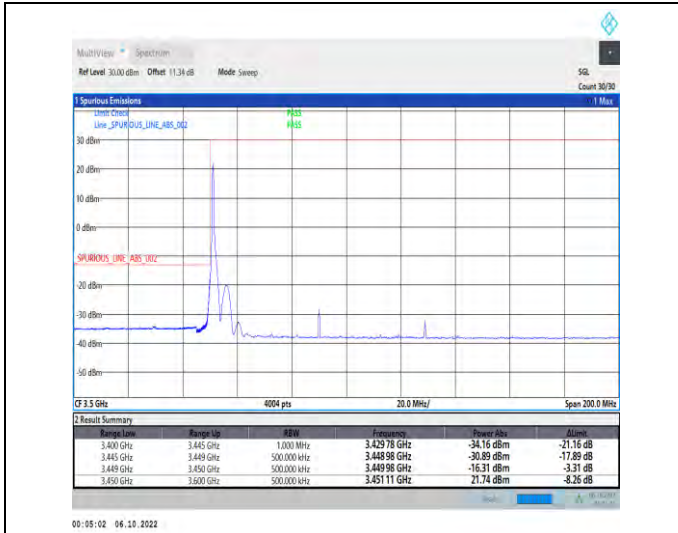 MultiView Spectrum
Ref Level 30.00 dBm Offset 11.34 dB Mode Sweep SGL
Count 30/30
1 Spurious Emissions 1 Max
Limit Check PASS
Line _SPURIOUS_LINE_ABS_002 PASS
30 dBm
20 dBm
10 dBm
0 dBm
_SPURIOUS_LINE_ABS_002
-20 dBm
-30 dBm
-40 dBm
-50 dBm
CF 3.5 GHz 4004 pts 20.0 MHz/ Span 200.0 MHz
2 Result Summary
Range Low Range Up RBW Frequency Power Abs ΔLimit
3.400 GHz 3.445 GHz 1.000 MHz 3.429 78 GHz -34.16 dBm -21.16 dB
3.445 GHz 3.449 GHz 500.000 kHz 3.448 98 GHz -30.89 dBm -17.89 dB
3.449 GHz 3.450 GHz 500.000 kHz 3.449 98 GHz -16.31 dBm -3.31 dB
3.450 GHz 3.600 GHz 500.000 kHz 3.451 11 GHz 21.74 dBm -8.26 dB
00:05:02 06.10.2022